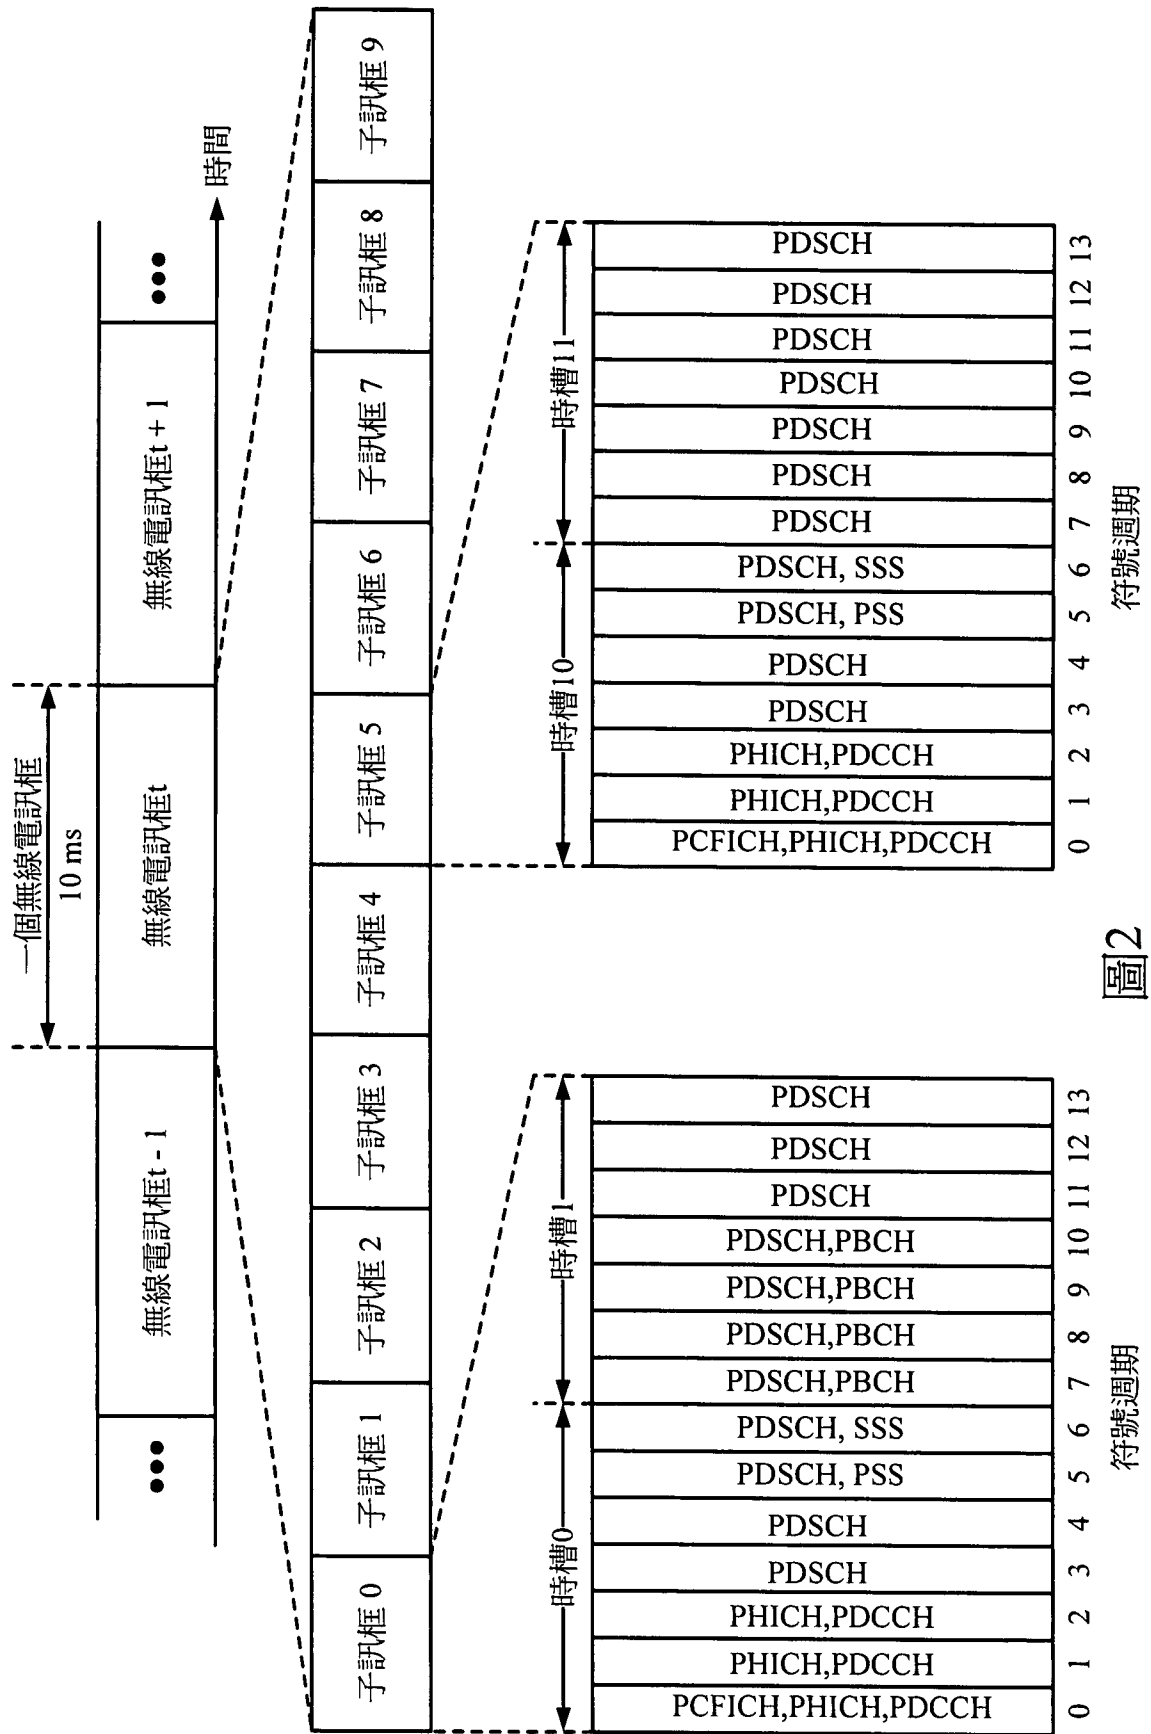 一個無線電訊框
10 ms
無線電訊框t - 1
無線電訊框t
無線電訊框t + 1
時間
子訊框 0
子訊框 1
子訊框 2
子訊框 3
子訊框 4
子訊框 5
子訊框 6
子訊框 7
子訊框 8
子訊框 9
時槽0
時槽1
PCFICH,PHICH,PDCCH
PHICH,PDCCH
PHICH,PDCCH
PDSCH
PDSCH
PDSCH, PSS
PDSCH, SSS
PDSCH,PBCH
PDSCH,PBCH
PDSCH,PBCH
PDSCH,PBCH
PDSCH
PDSCH
PDSCH
0 1 2 3 4 5 6 7 8 9 10 11 12 13
符號週期
時槽10
時槽11
PCFICH,PHICH,PDCCH
PHICH,PDCCH
PHICH,PDCCH
PDSCH
PDSCH
PDSCH, PSS
PDSCH, SSS
PDSCH
PDSCH
PDSCH
PDSCH
PDSCH
PDSCH
PDSCH
0 1 2 3 4 5 6 7 8 9 10 11 12 13
符號週期
圖2